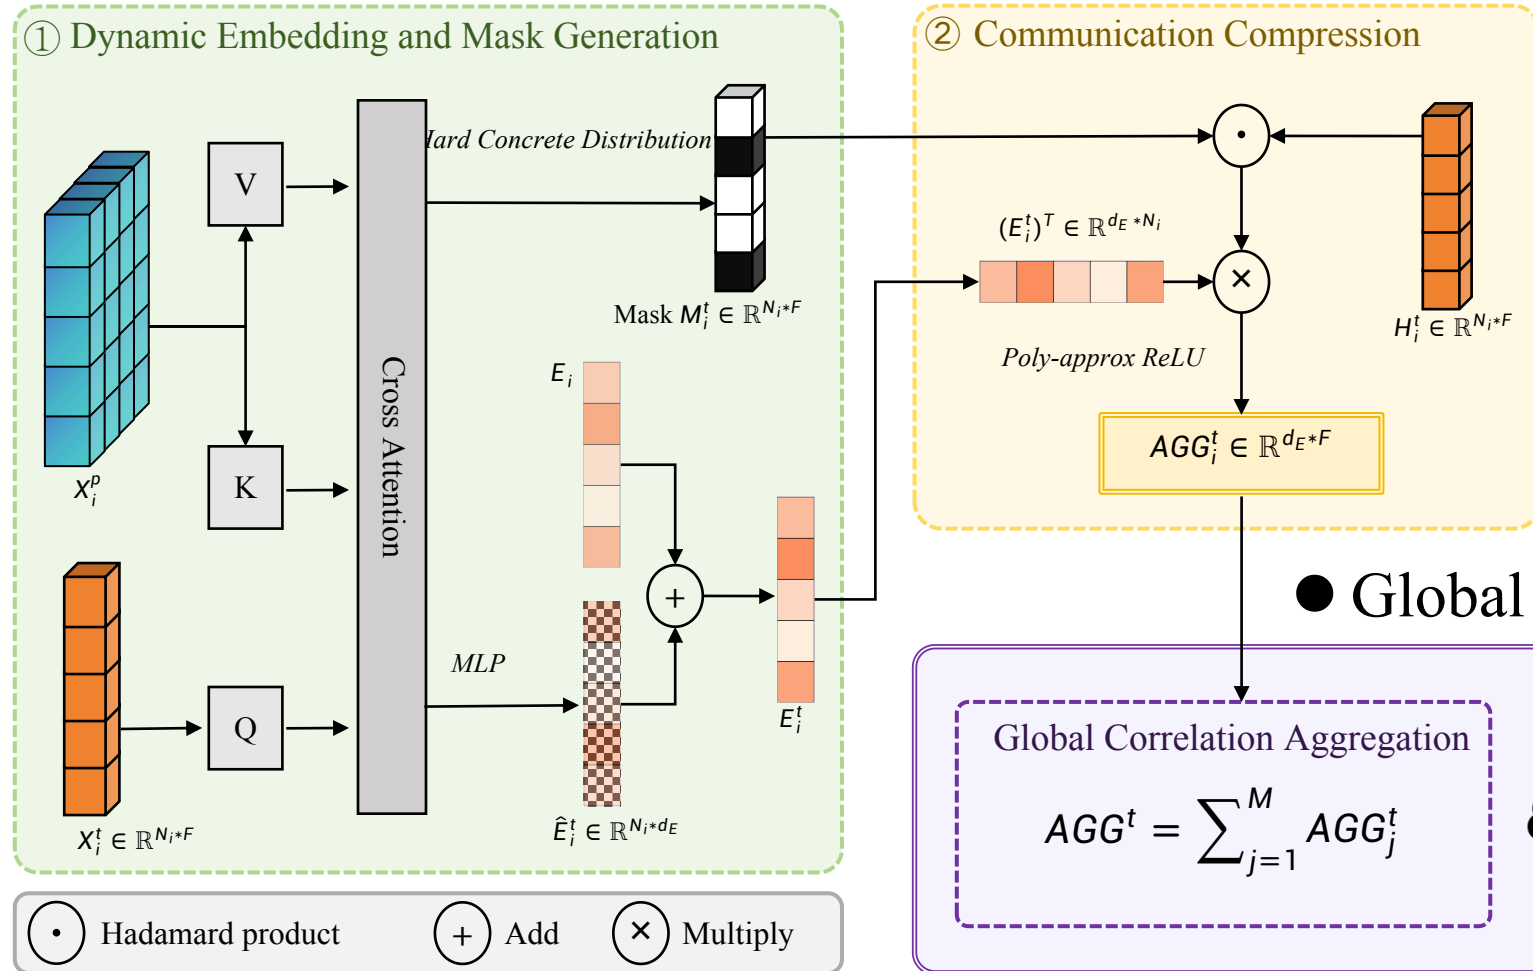 ① Dynamic Embedding and Mask Generation
V
K
Q
X_i^p
X_i^t ∈ ℝ^{N_i*F}
Cross Attention
Hard Concrete Distribution
Mask M_i^t ∈ ℝ^{N_i*F}
E_i
MLP
+
Ê_i^t ∈ ℝ^{N_i*d_E}
E_i^t
② Communication Compression
(E_i^t)^T ∈ ℝ^{d_E*N_i}
H_i^t ∈ ℝ^{N_i*F}
Poly-approx ReLU
AGG_i^t ∈ ℝ^{d_E*F}
● Global
Global Correlation Aggregation
AGG^t = ∑_{j=1}^{M} AGG_j^t
Hadamard product
+ Add
× Multiply